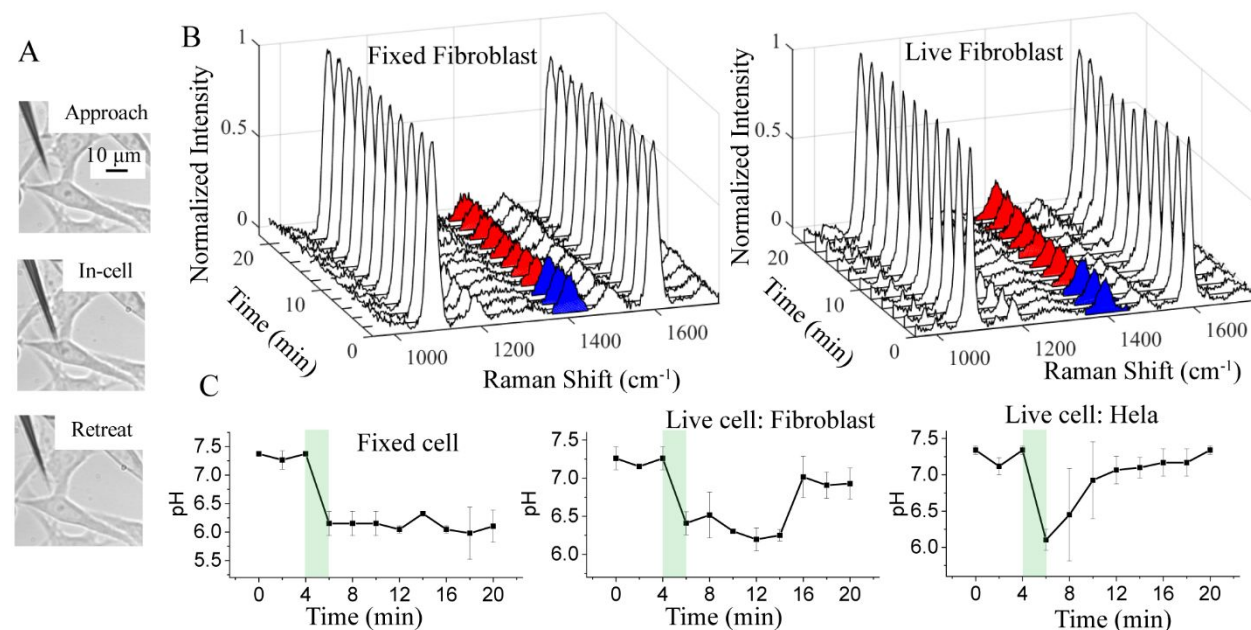 A
Approach
10 μm
In-cell
Retreat
B
Fixed Fibroblast
Normalized Intensity
1
0.5
0
20
10
0
Time (min)
1000
1200
1400
1600
Raman Shift (cm-1)
Live Fibroblast
Normalized Intensity
1
0.5
0
20
10
0
Time (min)
1000
1200
1400
1600
Raman Shift (cm-1)
C
Fixed cell
pH
7.5
7.0
6.5
6.0
5.5
0 4 8 12 16 20
Time (min)
Live cell: Fibroblast
pH
7.5
7.0
6.5
6.0
0 4 8 12 16 20
Time (min)
Live cell: Hela
pH
7.5
7.0
6.5
6.0
0 4 8 12 16 20
Time (min)